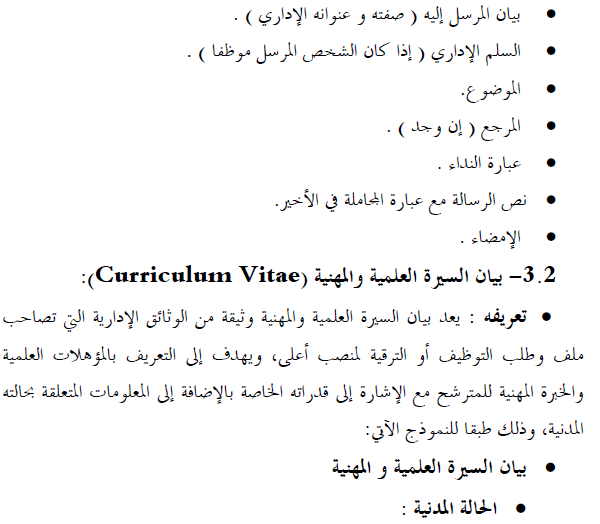 • بيان المرسل إليه ( صفته و عنوانه الإداري ) .
• السلم الإداري ( إذا كان الشخص المرسل موظفا ) .
• الموضوع.
• المرجع ( إن وجد ) .
• عبارة النداء .
• نص الرسالة مع عبارة المجاملة في الأخير.
• الإمضاء .
3.2- بيان السيرة العلمية والمهنية (Curriculum Vitae):
• تعريفه : يعد بيان السيرة العلمية والمهنية وثيقة من الوثائق الإدارية التي تصاحب
ملف وطلب التوظيف أو الترقية لمنصب أعلى، ويهدف إلى التعريف بالمؤهلات العلمية
والخبرة المهنية للمترشح مع الإشارة إلى قدراته الخاصة بالإضافة إلى المعلومات المتعلقة بحالته
المدنية، وذلك طبقا للنموذج الآتي:
• بيان السيرة العلمية و المهنية
• الحالة المدنية :